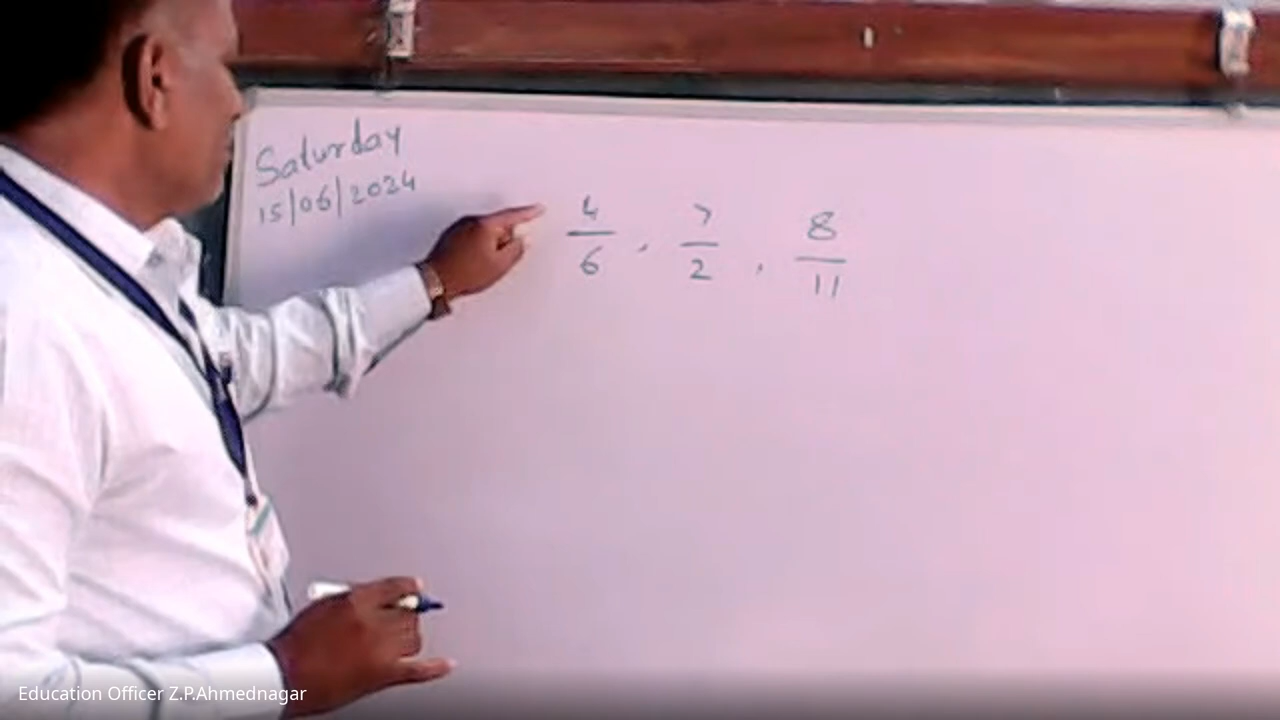 Saturday
15/06/2024
4/6, 7/2, 8/11
Education Officer Z.P.Ahmednagar